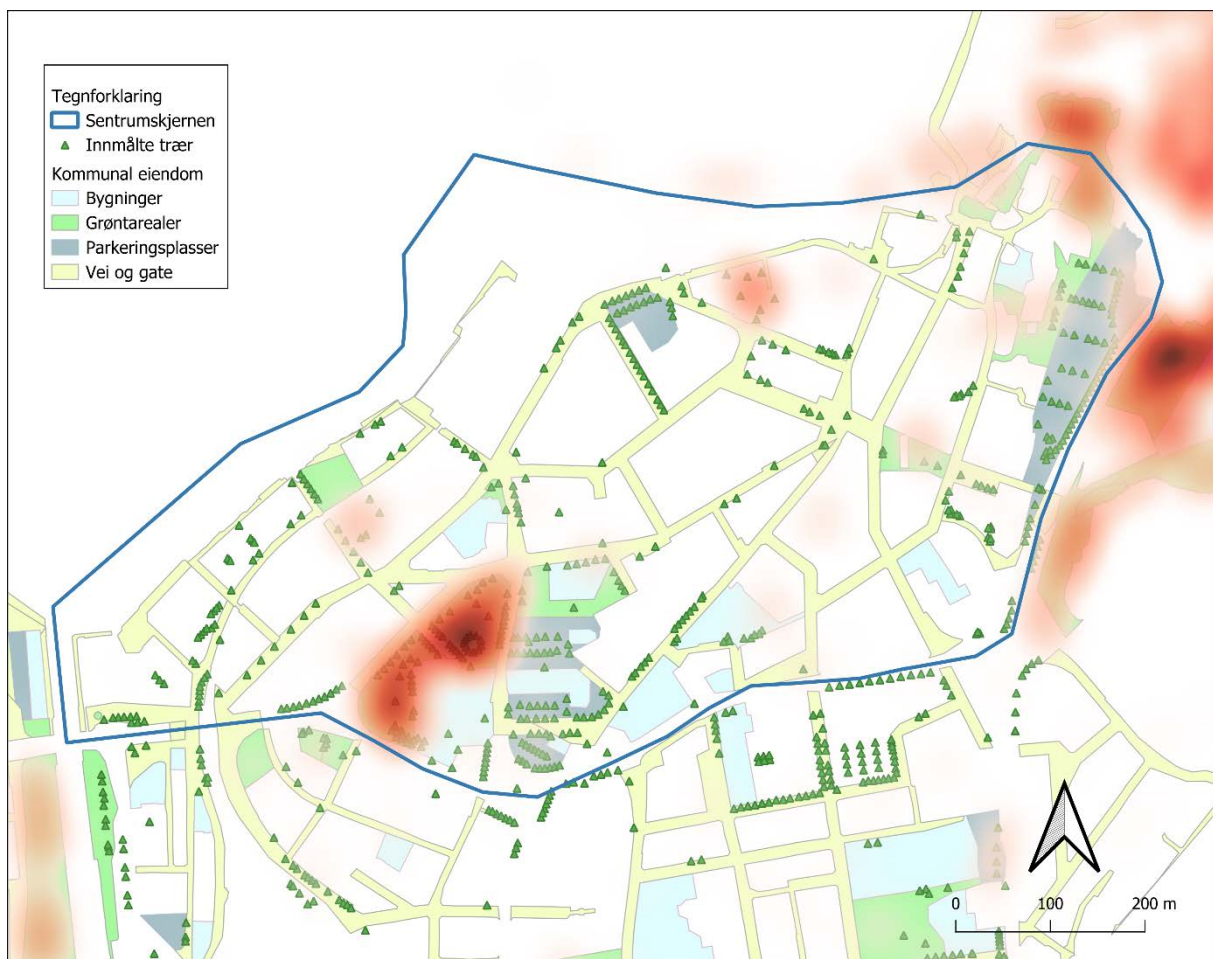 Tegnforklaring
Sentrumskjernen
Innmålte trær
Kommunal eiendom
Bygninger
Grøntarealer
Parkeringsplasser
Vei og gate
0 100 200 m